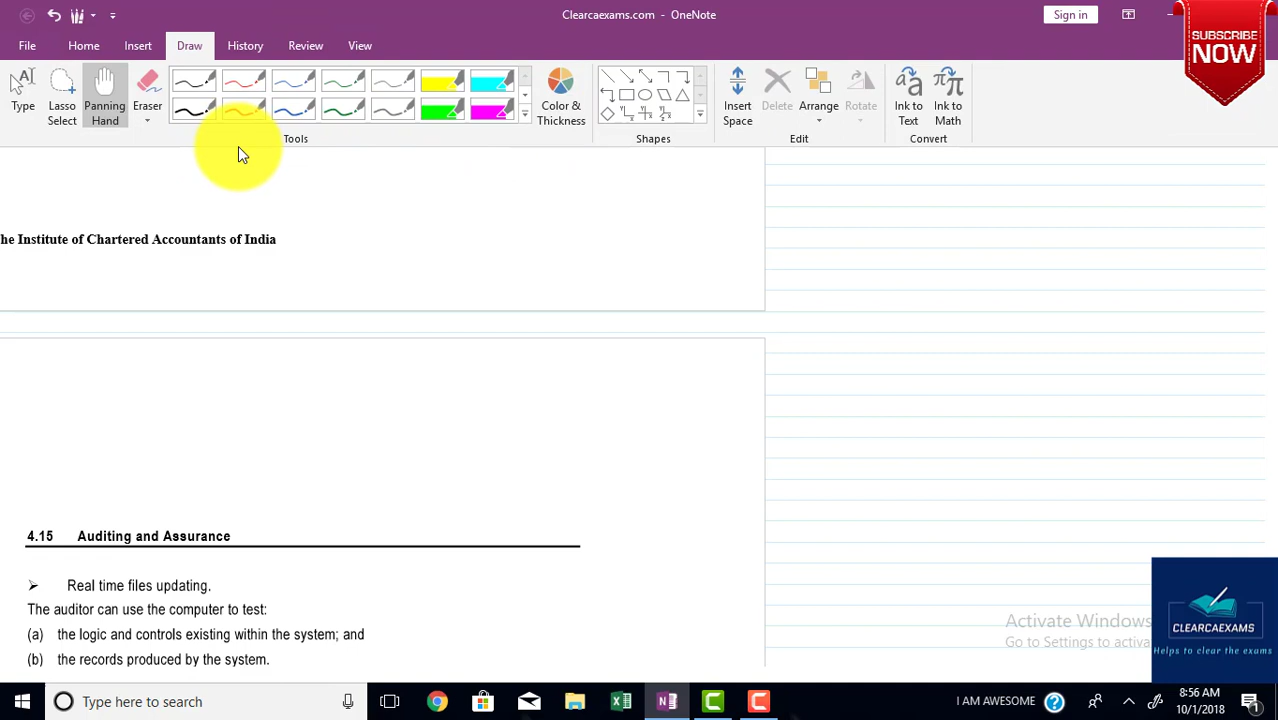 Clearcaexams.com - OneNote
Sign in
SUBSCRIBE
NOW
File Home Insert Draw History Review View
Type
Lasso
Select
Panning
Hand
Eraser
Color &
Thickness
Insert
Space
Delete
Arrange
Rotate
Ink to
Text
Ink to
Math
Tools
Shapes
Edit
Convert
he Institute of Chartered Accountants of India
4.15 Auditing and Assurance
➢ Real time files updating.
The auditor can use the computer to test:
(a) the logic and controls existing within the system; and
(b) the records produced by the system.
Activate Windows
Go to Settings to activa
CLEARCAEXAMS
Helps to clear the exams
Type here to search
I AM AWESOME
8:56 AM
10/1/2018